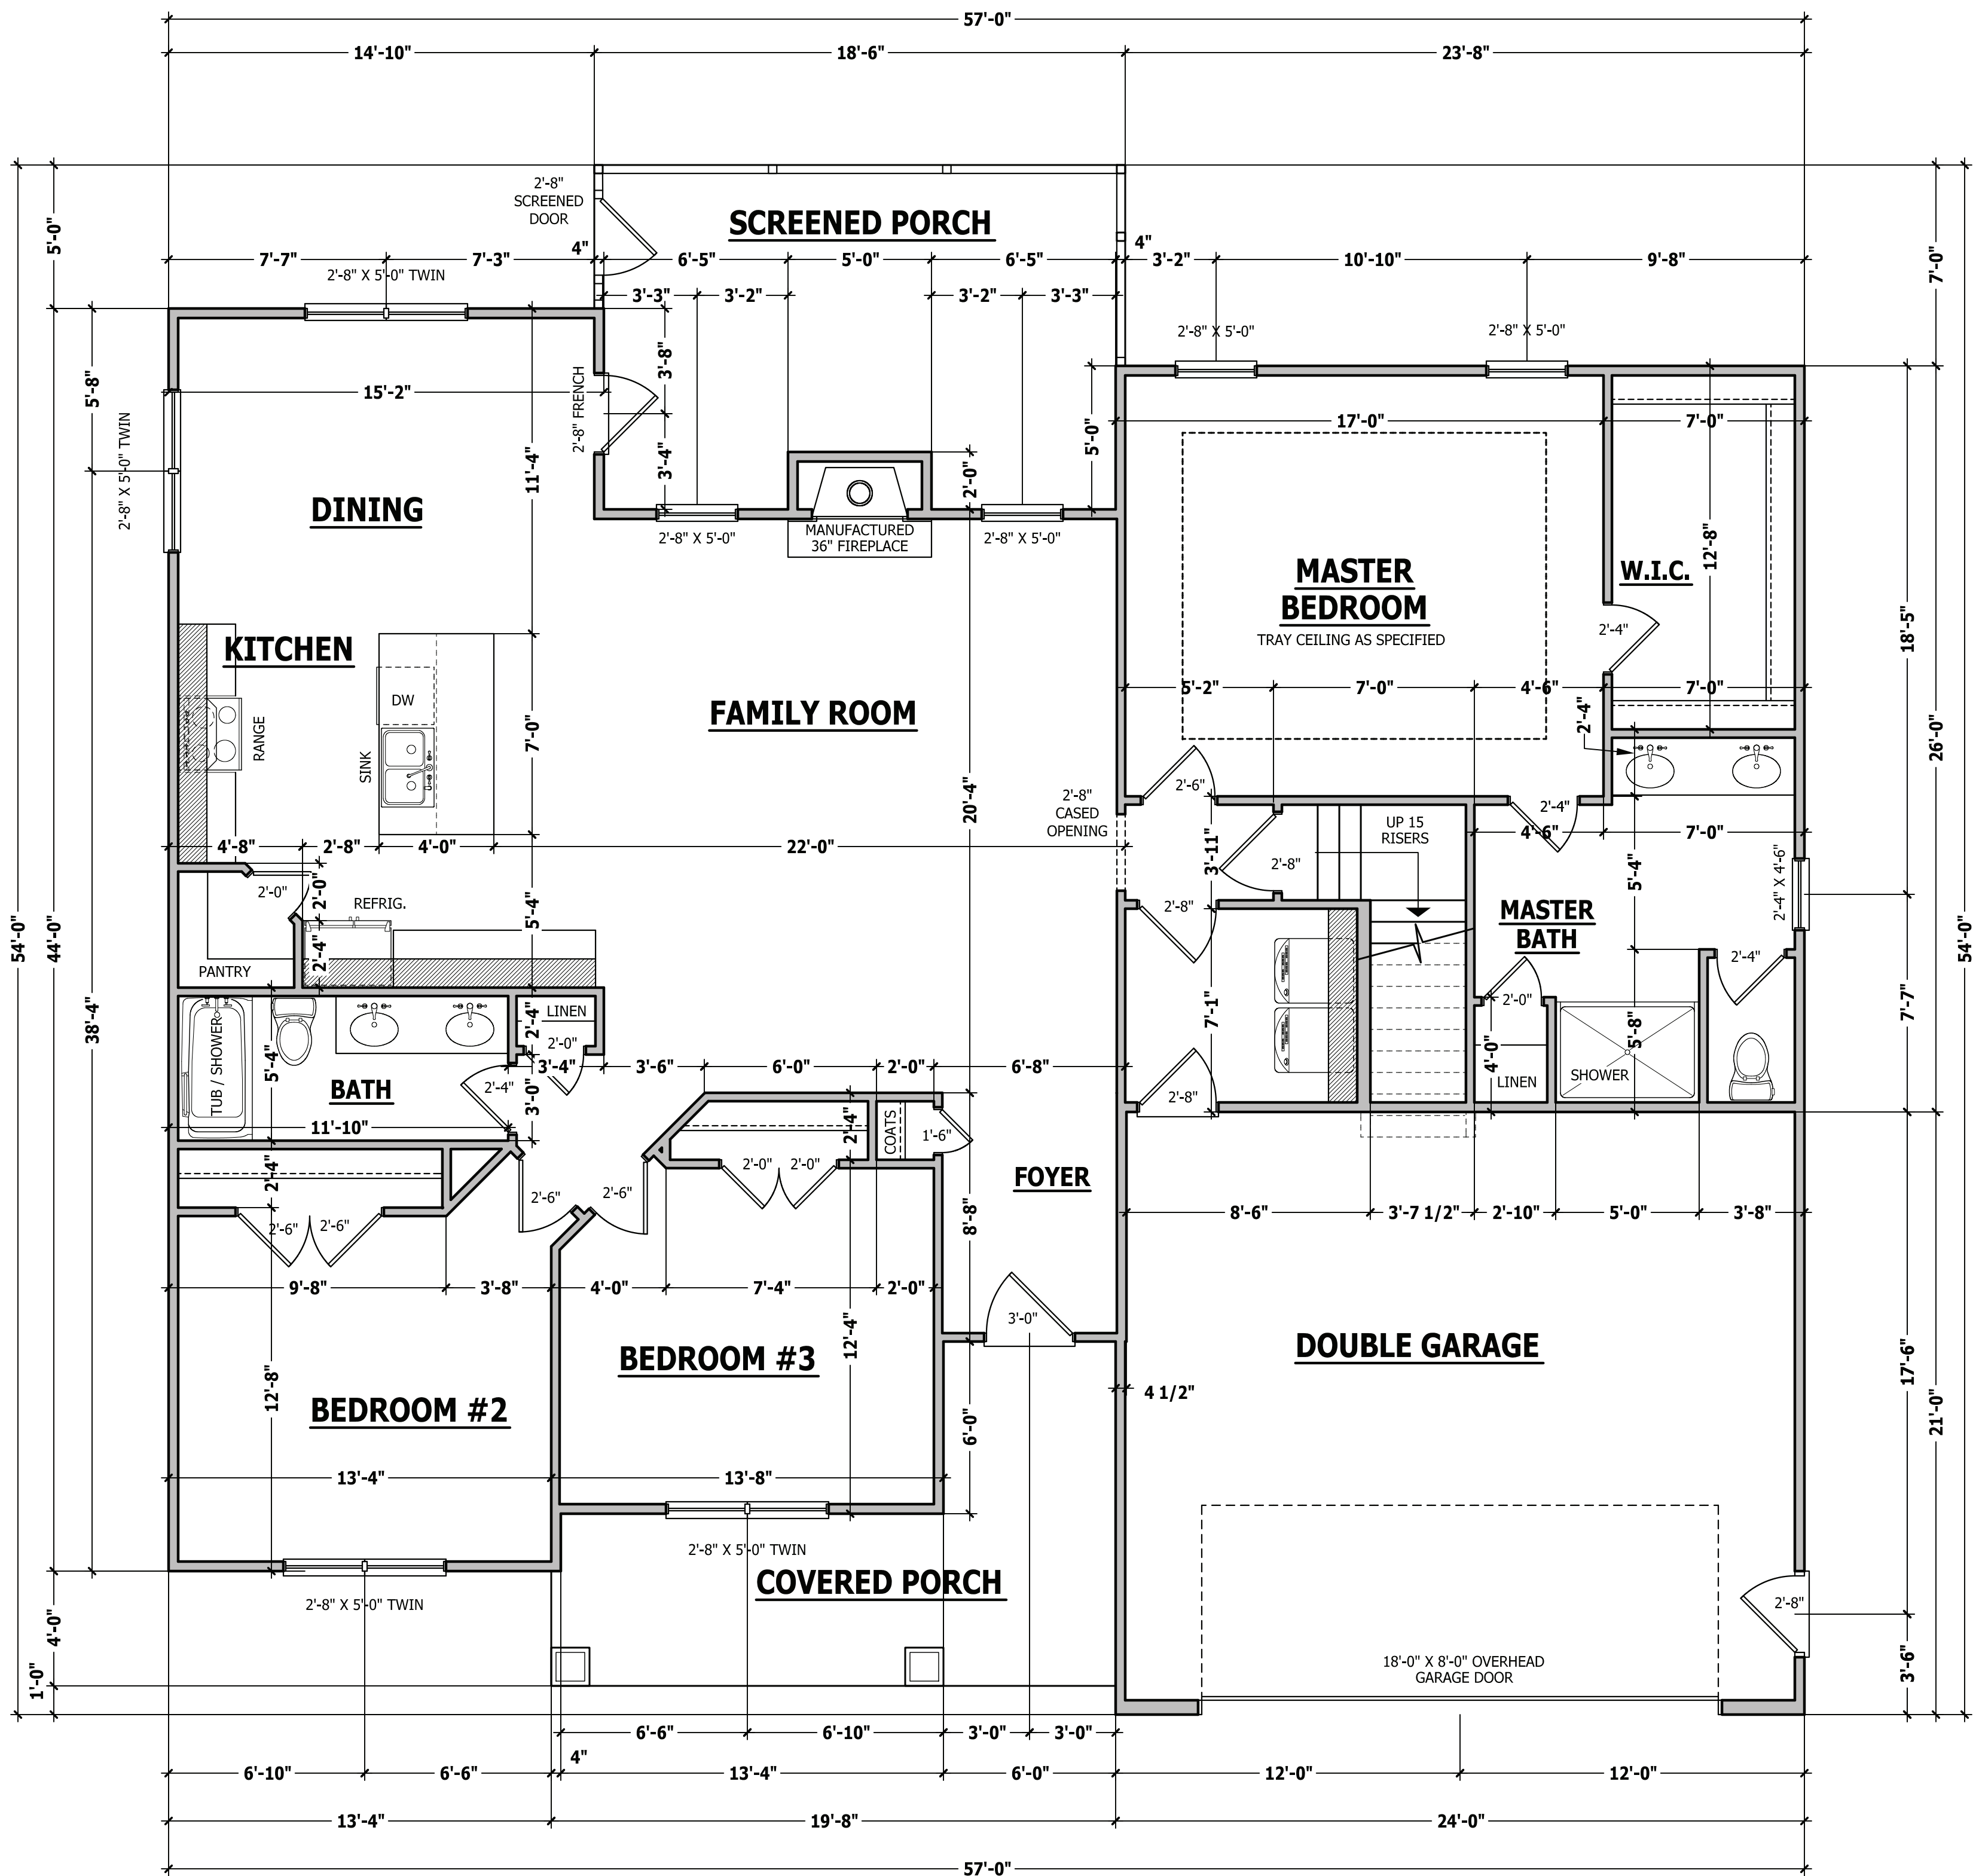 57'-0"
14'-10"
18'-6"
23'-8"
2'-8"
SCREENED
DOOR
SCREENED PORCH
5'-0"
4"
4"
7'-7"
7'-3"
6'-5"
5'-0"
6'-5"
3'-2"
10'-10"
9'-8"
7'-0"
2'-8" X 5'-0" TWIN
3'-3"
3'-2"
3'-2"
3'-3"
2'-8" X 5'-0"
2'-8" X 5'-0"
5'-8"
15'-2"
2'-8" FRENCH
3'-8"
3'-4"
5'-0"
17'-0"
7'-0"
2'-8" X 5'-0" TWIN
11'-4"
2'-0"
DINING
MANUFACTURED
36" FIREPLACE
2'-8" X 5'-0"
2'-8" X 5'-0"
MASTER
BEDROOM
TRAY CEILING AS SPECIFIED
W.I.C.
12'-8"
2'-4"
18'-5"
KITCHEN
DW
RANGE
SINK
7'-0"
FAMILY ROOM
5'-2"
7'-0"
4'-6"
7'-0"
2'-4"
26'-0"
20'-4"
2'-8"
CASED
OPENING
2'-6"
2'-4"
UP 15
RISERS
4'-6"
7'-0"
4'-8"
2'-8"
4'-0"
22'-0"
3'-11"
2'-8"
5'-4"
2'-4" X 4'-6"
2'-0"
2'-0"
REFRIG.
5'-4"
2'-8"
MASTER
BATH
54'-0"
44'-0"
54'-0"
PANTRY
2'-4"
2'-4"
38'-4"
TUB / SHOWER
5'-4"
LINEN
2'-4"
2'-0"
7'-1"
2'-0"
4'-0"
LINEN
5'-8"
SHOWER
7'-7"
3'-4"
3'-6"
6'-0"
2'-0"
6'-8"
BATH
2'-4"
3'-0"
2'-8"
11'-10"
2'-4"
COATS
1'-6"
2'-4"
2'-0"
2'-0"
FOYER
2'-6"
2'-6"
2'-6"
2'-6"
8'-8"
8'-6"
3'-7 1/2"
2'-10"
5'-0"
3'-8"
9'-8"
3'-8"
4'-0"
7'-4"
2'-0"
3'-0"
12'-4"
DOUBLE GARAGE
BEDROOM #3
17'-6"
12'-8"
BEDROOM #2
4 1/2"
6'-0"
21'-0"
13'-4"
13'-8"
2'-8" X 5'-0" TWIN
COVERED PORCH
2'-8" X 5'-0" TWIN
2'-8"
4'-0"
1'-0"
18'-0" X 8'-0" OVERHEAD
GARAGE DOOR
3'-6"
6'-6"
6'-10"
3'-0"
3'-0"
4"
6'-10"
6'-6"
13'-4"
6'-0"
12'-0"
12'-0"
13'-4"
19'-8"
24'-0"
57'-0"